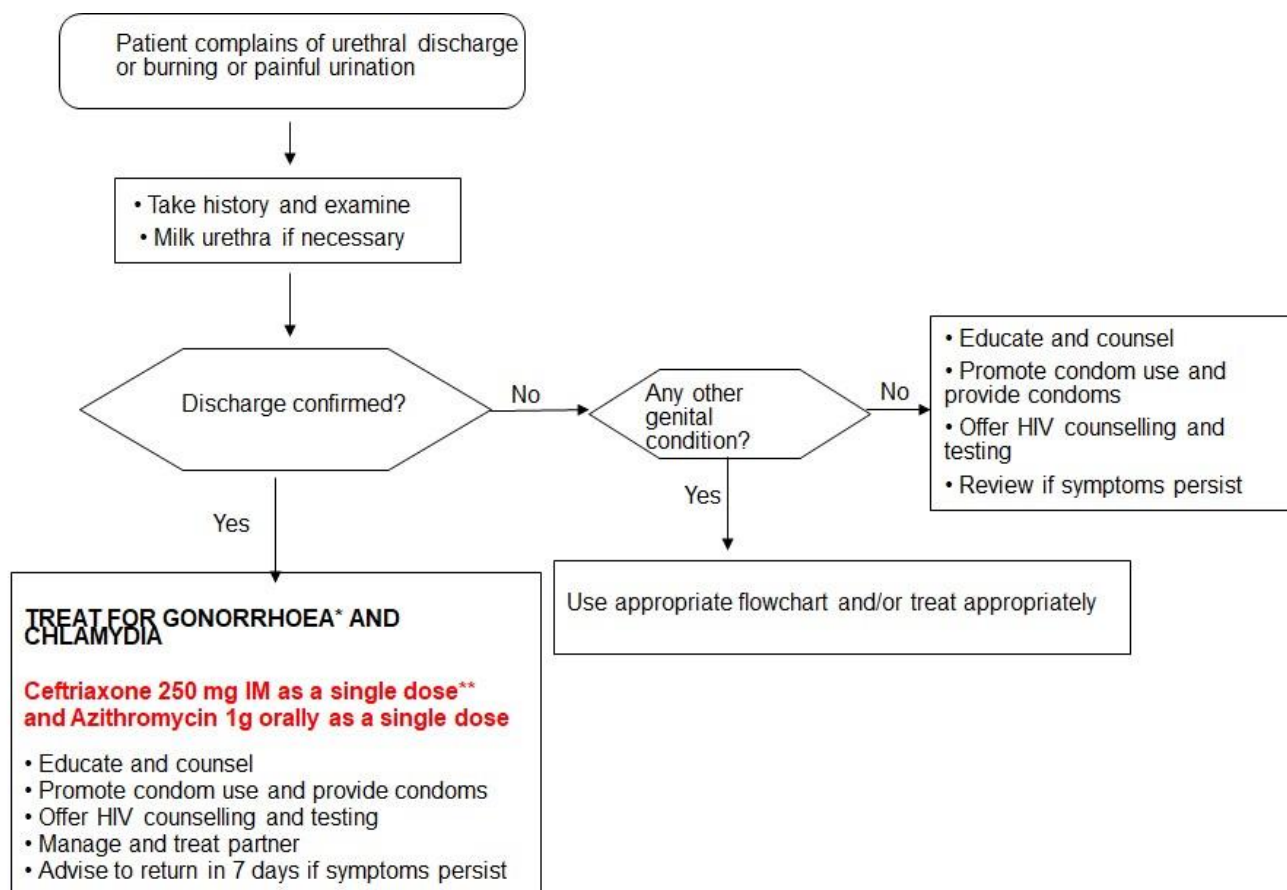 Patient complains of urethral discharge
or burning or painful urination
• Take history and examine
• Milk urethra if necessary
Discharge confirmed?
No
Any other
genital
condition?
No
• Educate and counsel
• Promote condom use and
provide condoms
• Offer HIV counselling and
testing
• Review if symptoms persist
Yes
Yes
Use appropriate flowchart and/or treat appropriately
TREAT FOR GONORRHOEA* AND
CHLAMYDIA
Ceftriaxone 250 mg IM as a single dose**
and Azithromycin 1g orally as a single dose
• Educate and counsel
• Promote condom use and provide condoms
• Offer HIV counselling and testing
• Manage and treat partner
• Advise to return in 7 days if symptoms persist